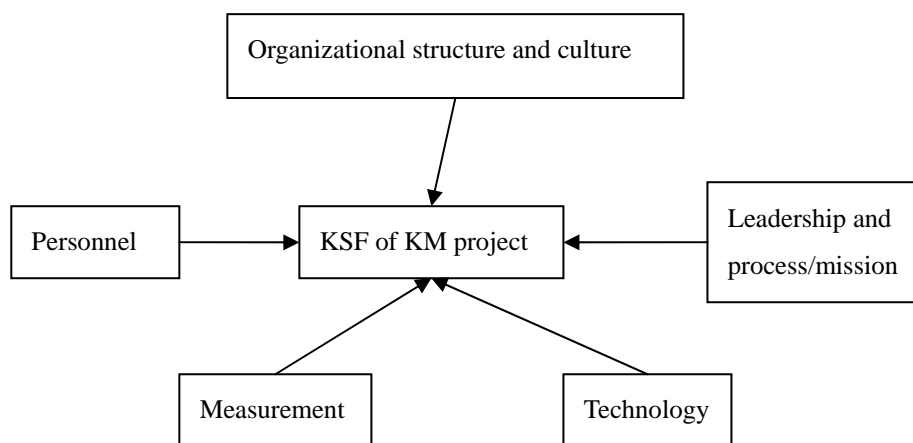 Organizational structure and culture
Personnel
KSF of KM project
Leadership and
process/mission
Measurement
Technology